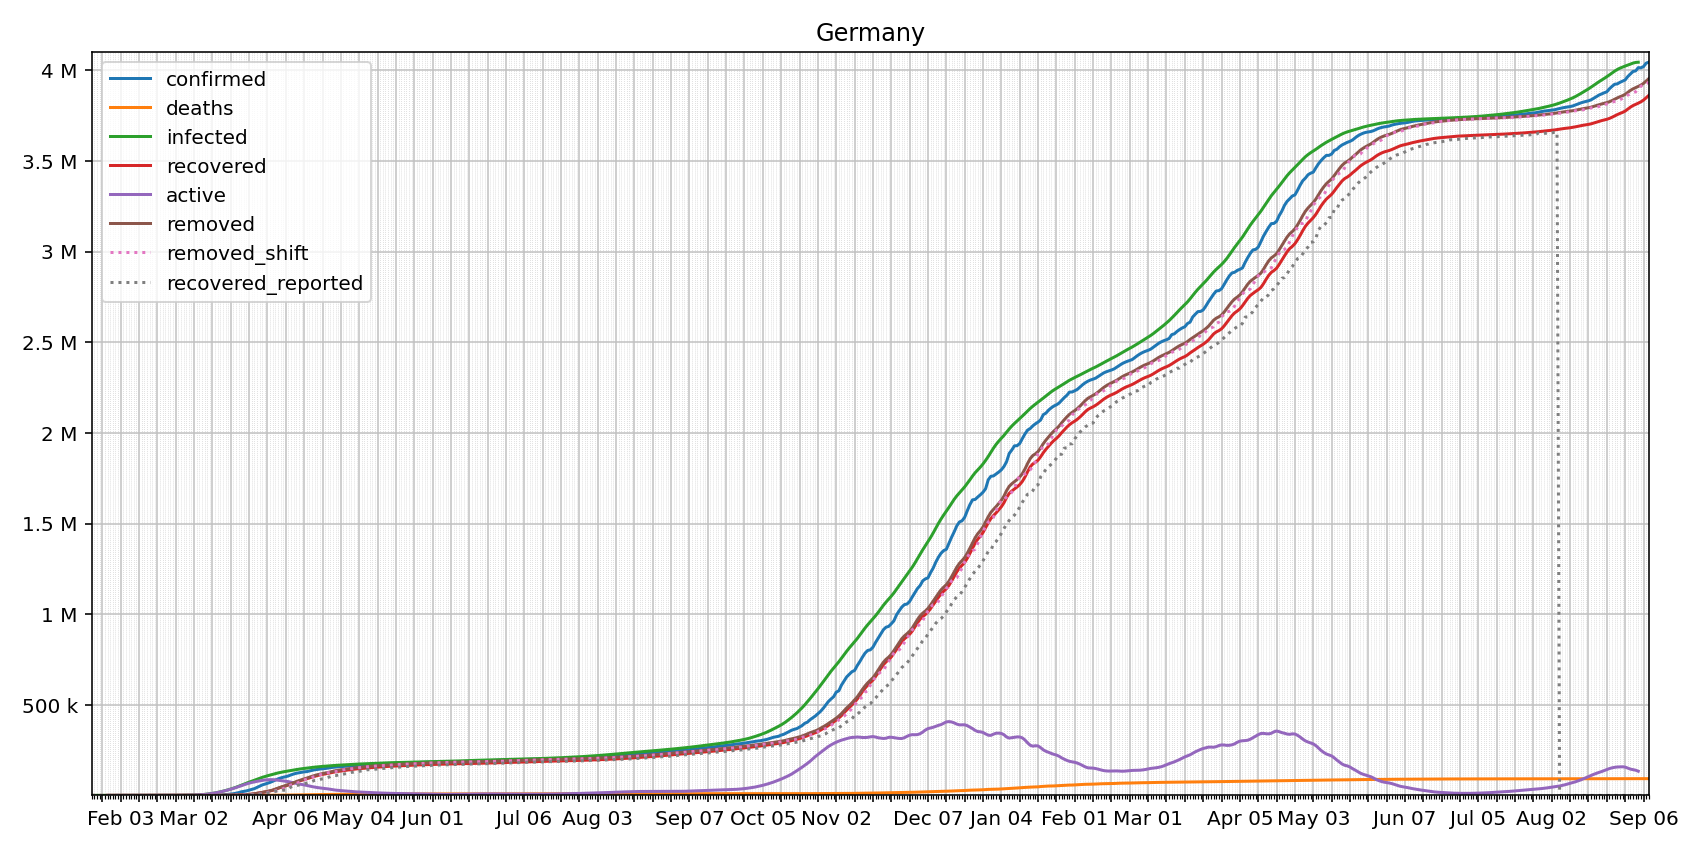 Germany
4 M
3.5 M
3 M
2.5 M
2 M
1.5 M
1 M
500 k
confirmed
deaths
infected
recovered
active
removed
removed_shift
recovered_reported
Feb 03 Mar 02 Apr 06 May 04 Jun 01 Jul 06 Aug 03 Sep 07 Oct 05 Nov 02 Dec 07 Jan 04 Feb 01 Mar 01 Apr 05 May 03 Jun 07 Jul 05 Aug 02 Sep 06